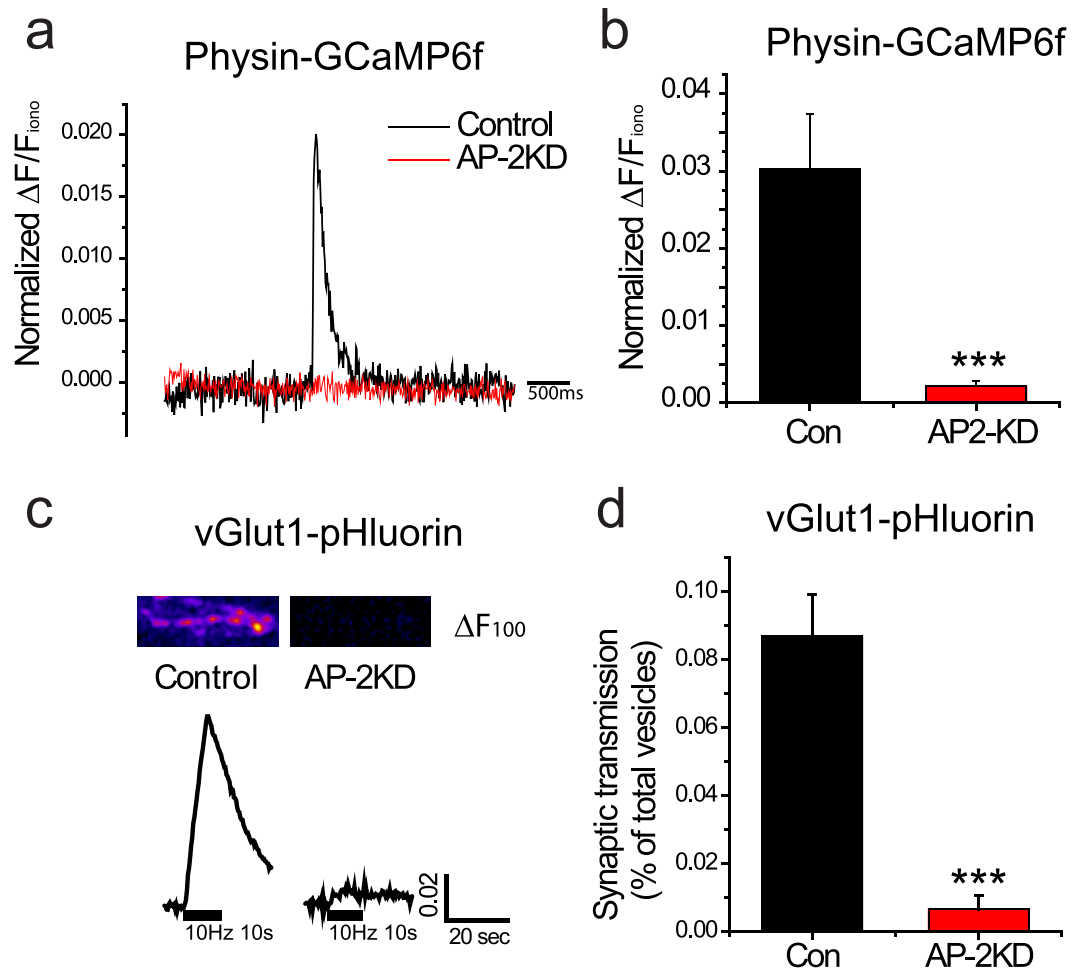 a
Physin-GCaMP6f
Normalized ΔF/Fiono
0.020
0.015
0.010
0.005
0.000
Control
AP-2KD
500ms
b
Physin-GCaMP6f
Normalized ΔF/Fiono
0.04
0.03
0.02
0.01
0.00
***
Con
AP2-KD
c
vGlut1-pHluorin
ΔF100
Control
AP-2KD
10Hz 10s
10Hz 10s
0.02
20 sec
d
vGlut1-pHluorin
Synaptic transmission
(% of total vesicles)
0.10
0.08
0.06
0.04
0.02
0.00
***
Con
AP-2KD